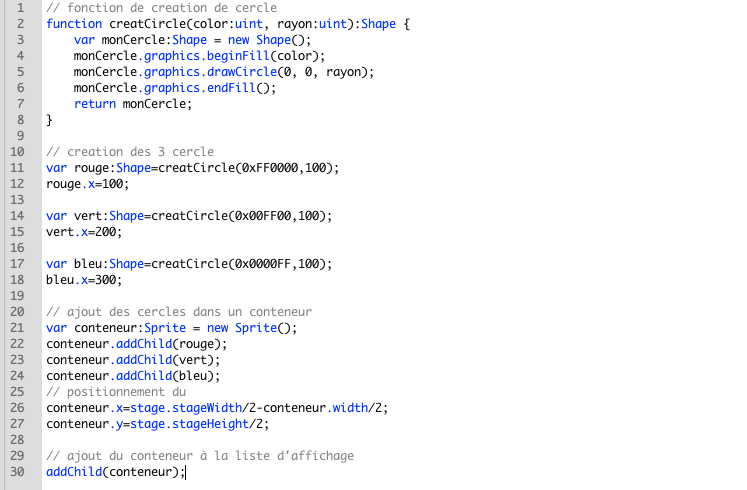 1 // fonction de creation de cercle
2 function creatCircle(color:uint, rayon:uint):Shape {
3 var monCercle:Shape = new Shape();
4 monCercle.graphics.beginFill(color);
5 monCercle.graphics.drawCircle(0, 0, rayon);
6 monCercle.graphics.endFill();
7 return monCercle;
8 }
9
10 // creation des 3 cercle
11 var rouge:Shape=creatCircle(0xFF0000,100);
12 rouge.x=100;
13
14 var vert:Shape=creatCircle(0x00FF00,100);
15 vert.x=200;
16
17 var bleu:Shape=creatCircle(0x0000FF,100);
18 bleu.x=300;
19
20 // ajout des cercles dans un conteneur
21 var conteneur:Sprite = new Sprite();
22 conteneur.addChild(rouge);
23 conteneur.addChild(vert);
24 conteneur.addChild(bleu);
25 // positionnement du
26 conteneur.x=stage.stageWidth/2-conteneur.width/2;
27 conteneur.y=stage.stageHeight/2;
28
29 // ajout du conteneur à la liste d'affichage
30 addChild(conteneur);